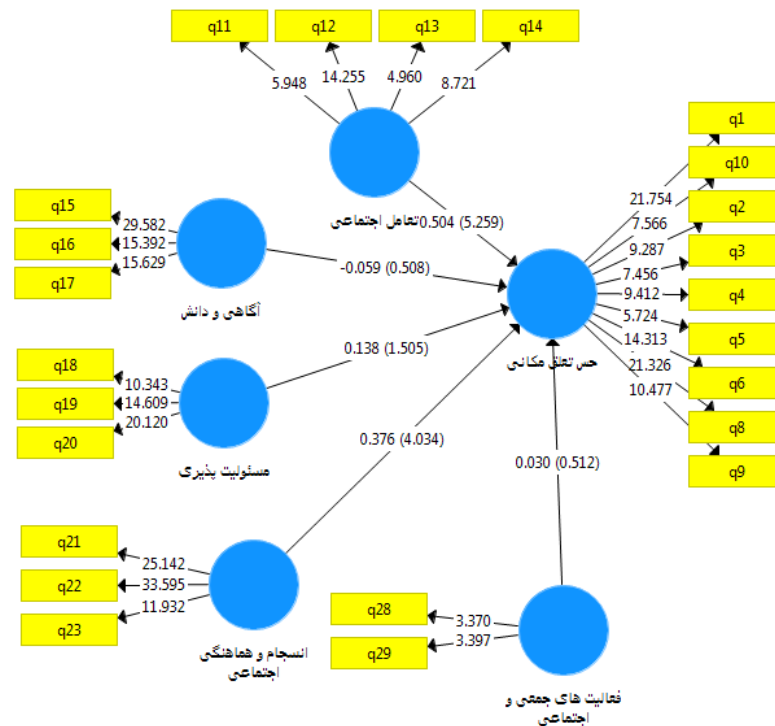 q11
q12
q13
q14
5.948
14.255
4.960
8.721
تعامل اجتماعی
0.504 (5.259)
q15
q16
q17
29.582
15.392
15.629
آگاهی و دانش
-0.059 (0.508)
q18
q19
q20
10.343
14.609
20.120
مسئولیت پذیری
0.138 (1.505)
q21
q22
q23
25.142
33.595
11.932
انسجام و هماهنگی
اجتماعی
0.376 (4.034)
q28
q29
3.370
3.397
فعالیت های جمعی و
اجتماعی
0.030 (0.512)
حس تعلق مکانی
q1
q10
q2
q3
q4
q5
q6
q8
q9
21.754
7.566
9.287
7.456
9.412
5.724
14.313
21.326
10.477